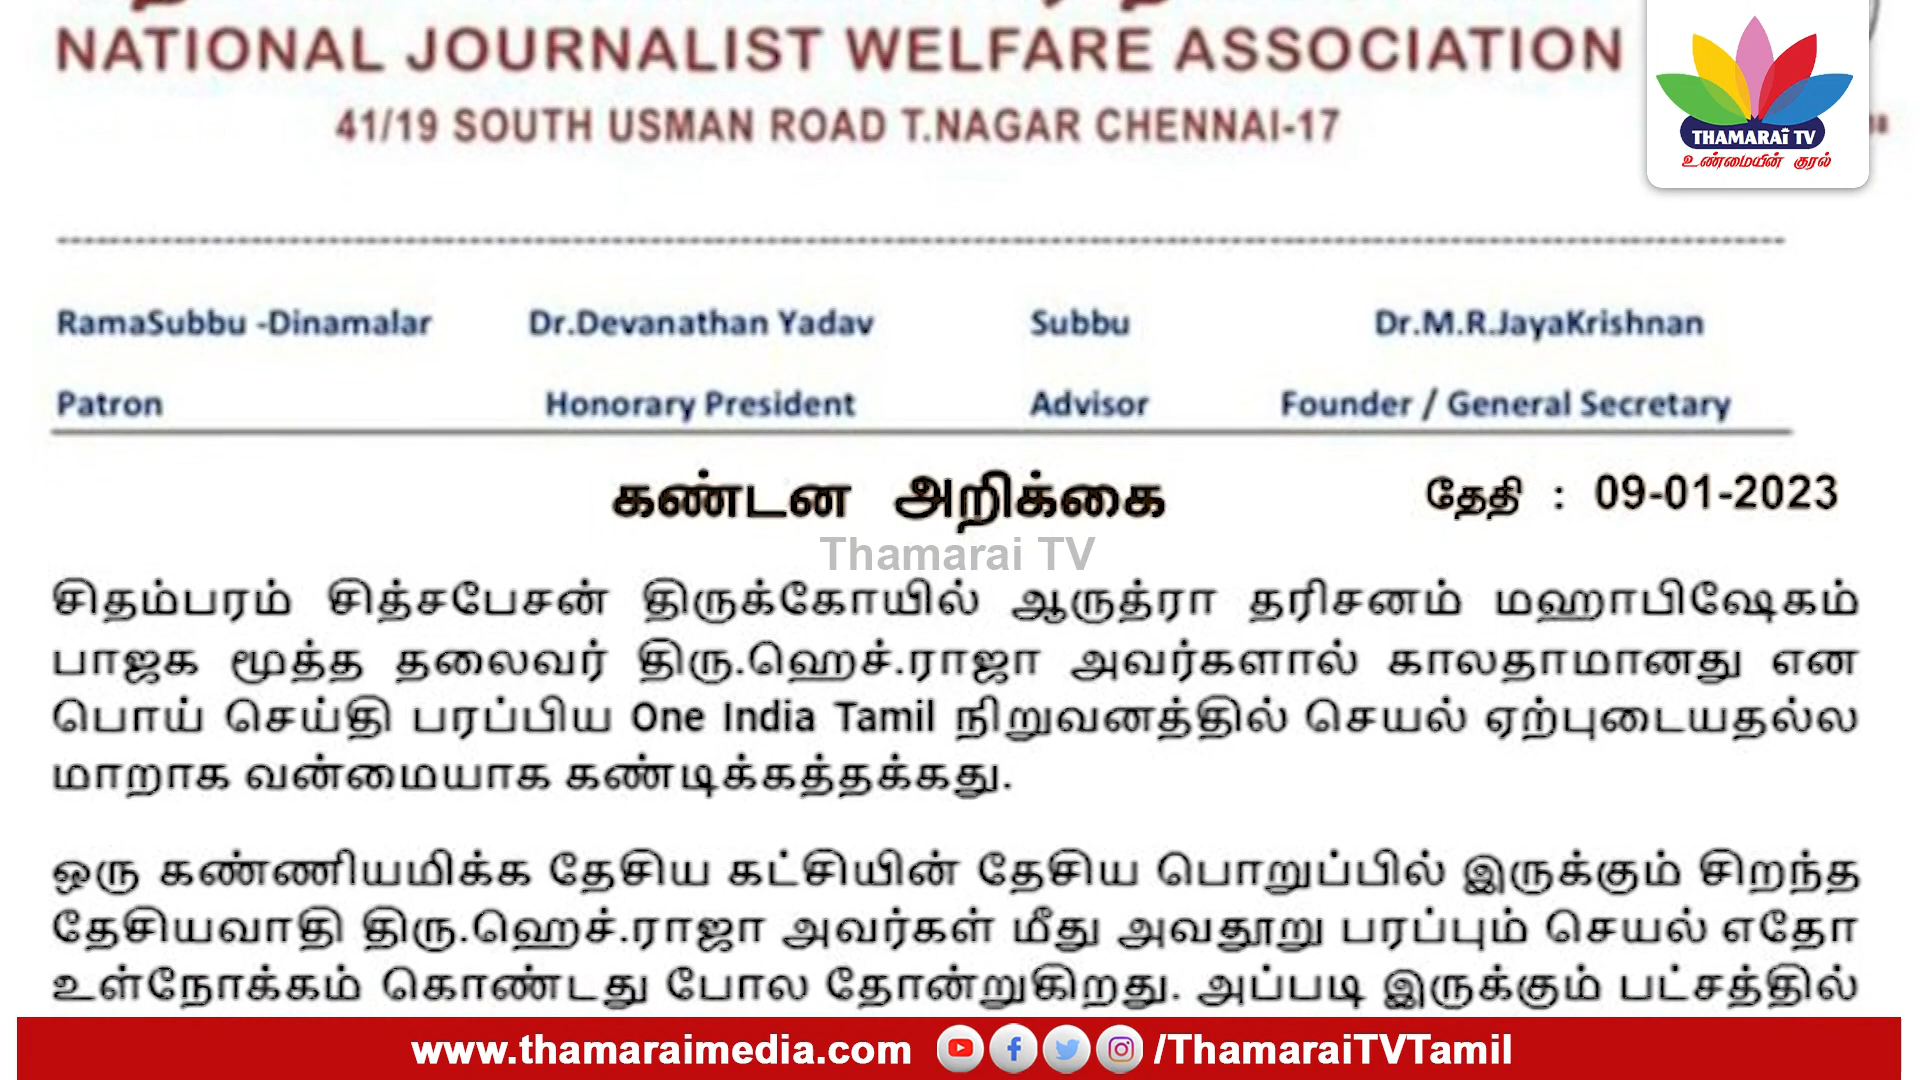 NATIONAL JOURNALIST WELFARE ASSOCIATION
41/19 SOUTH USMAN ROAD T.NAGAR CHENNAI-17
THAMARAi TV
உண்மையின் குரல்
RamaSubbu -Dinamalar Dr.Devanathan Yadav Subbu Dr.M.R.JayaKrishnan
Patron Honorary President Advisor Founder / General Secretary
கண்டன அறிக்கை தேதி : 09-01-2023
Thamarai TV
சிதம்பரம் சித்சபேசன் திருக்கோயில் ஆருத்ரா தரிசனம் மஹாபிஷேகம்
பாஜக மூத்த தலைவர் திரு.ஹெச்.ராஜா அவர்களால் காலதாமானது என
பொய் செய்தி பரப்பிய One India Tamil நிறுவனத்தில் செயல் ஏற்புடையதல்ல
மாறாக வன்மையாக கண்டிக்கத்தக்கது.
ஒரு கண்ணியமிக்க தேசிய கட்சியின் தேசிய பொறுப்பில் இருக்கும் சிறந்த
தேசியவாதி திரு.ஹெச்.ராஜா அவர்கள் மீது அவதூறு பரப்பும் செயல் எதோ
உள்நோக்கம் கொண்டது போல தோன்றுகிறது. அப்படி இருக்கும் பட்சத்தில்
www.thamaraimedia.com /ThamaraiTVTamil